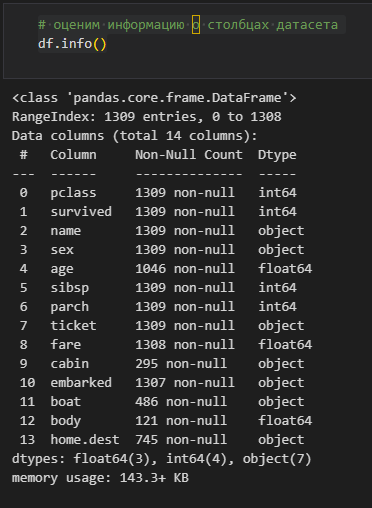 # оценим информацию о столбцах датасета
df.info()
<class 'pandas.core.frame.DataFrame'>
RangeIndex: 1309 entries, 0 to 1308
Data columns (total 14 columns):
 #   Column     Non-Null Count  Dtype
---  ------     --------------  -----
 0   pclass     1309 non-null   int64
 1   survived   1309 non-null   int64
 2   name       1309 non-null   object
 3   sex        1309 non-null   object
 4   age        1046 non-null   float64
 5   sibsp      1309 non-null   int64
 6   parch      1309 non-null   int64
 7   ticket     1309 non-null   object
 8   fare       1308 non-null   float64
 9   cabin      295 non-null    object
 10  embarked   1307 non-null   object
 11  boat       486 non-null    object
 12  body       121 non-null    float64
 13  home.dest  745 non-null    object
dtypes: float64(3), int64(4), object(7)
memory usage: 143.3+ KB